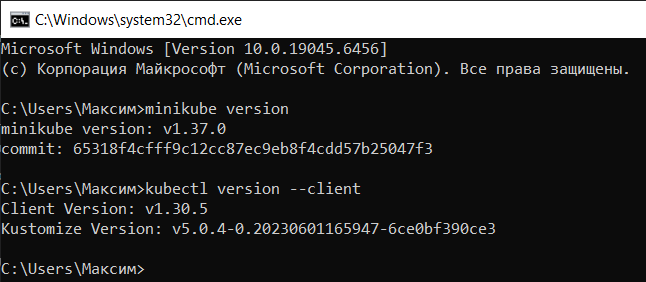 C:\Windows\system32\cmd.exe
Microsoft Windows [Version 10.0.19045.6456]
(c) Корпорация Майкрософт (Microsoft Corporation). Все права защищены.
C:\Users\Максим>minikube version
minikube version: v1.37.0
commit: 65318f4cfff9c12cc87ec9eb8f4cdd57b25047f3
C:\Users\Максим>kubectl version --client
Client Version: v1.30.5
Kustomize Version: v5.0.4-0.20230601165947-6ce0bf390ce3
C:\Users\Максим>